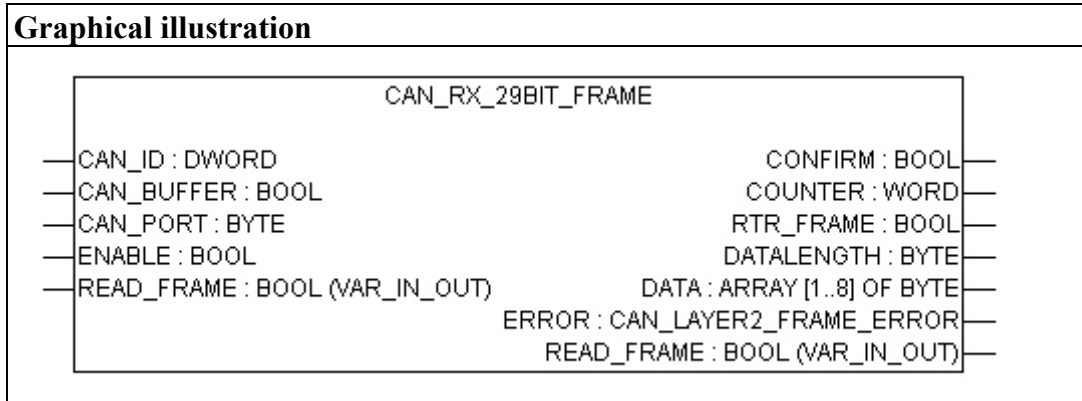 Graphical illustration
CAN_RX_29BIT_FRAME
CAN_ID : DWORD CONFIRM : BOOL
CAN_BUFFER : BOOL COUNTER : WORD
CAN_PORT : BYTE RTR_FRAME : BOOL
ENABLE : BOOL DATALENGTH : BYTE
READ_FRAME : BOOL (VAR_IN_OUT) DATA : ARRAY [1..8] OF BYTE
ERROR : CAN_LAYER2_FRAME_ERROR
READ_FRAME : BOOL (VAR_IN_OUT)